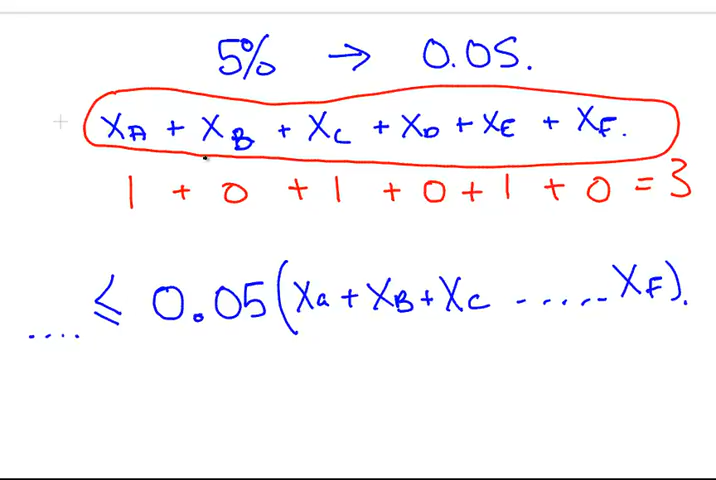 5% → 0.05.
XA + XB + XC + XD + XE + XF.
1 + 0 + 1 + 0 + 1 + 0 = 3
.... ≤ 0.05(Xa + XB + XC ...... XF).